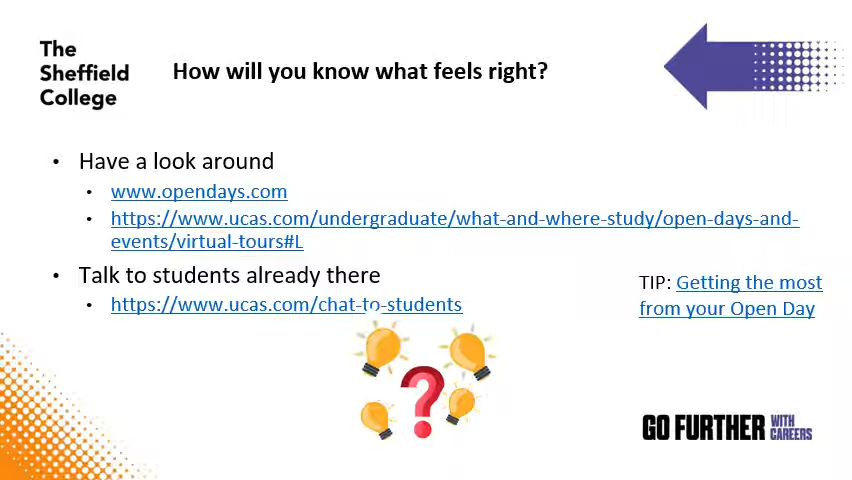 The
Sheffield
College
How will you know what feels right?
• Have a look around
• www.opendays.com
• https://www.ucas.com/undergraduate/what-and-where-study/open-days-and-
events/virtual-tours#L
• Talk to students already there
• https://www.ucas.com/chat-to-students
TIP: Getting the most
from your Open Day
GO FURTHER WITH
CAREERS